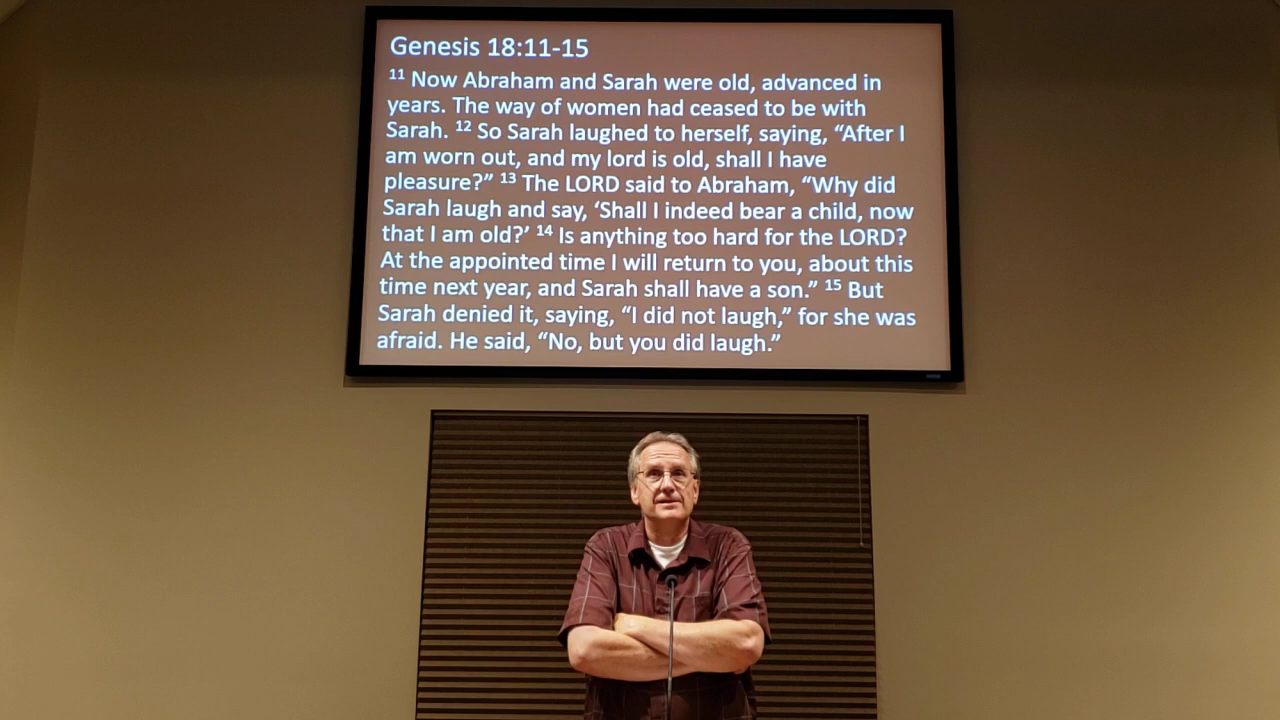 Genesis 18:11-15
¹¹ Now Abraham and Sarah were old, advanced in
years. The way of women had ceased to be with
Sarah. ¹² So Sarah laughed to herself, saying, “After I
am worn out, and my lord is old, shall I have
pleasure?” ¹³ The LORD said to Abraham, “Why did
Sarah laugh and say, ‘Shall I indeed bear a child, now
that I am old?’ ¹⁴ Is anything too hard for the LORD?
At the appointed time I will return to you, about this
time next year, and Sarah shall have a son.” ¹⁵ But
Sarah denied it, saying, “I did not laugh,” for she was
afraid. He said, “No, but you did laugh.”